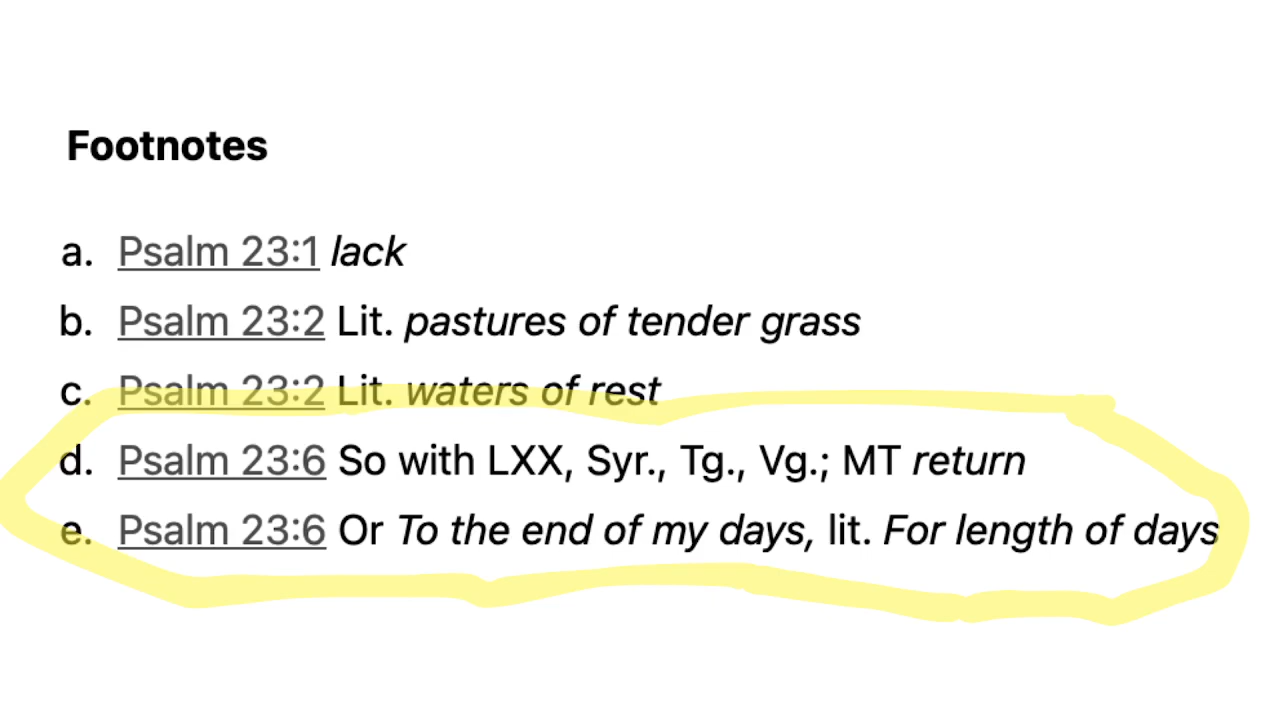 Footnotes
a. Psalm 23:1 lack
b. Psalm 23:2 Lit. pastures of tender grass
c. Psalm 23:2 Lit. waters of rest
d. Psalm 23:6 So with LXX, Syr., Tg., Vg.; MT return
e. Psalm 23:6 Or To the end of my days, lit. For length of days